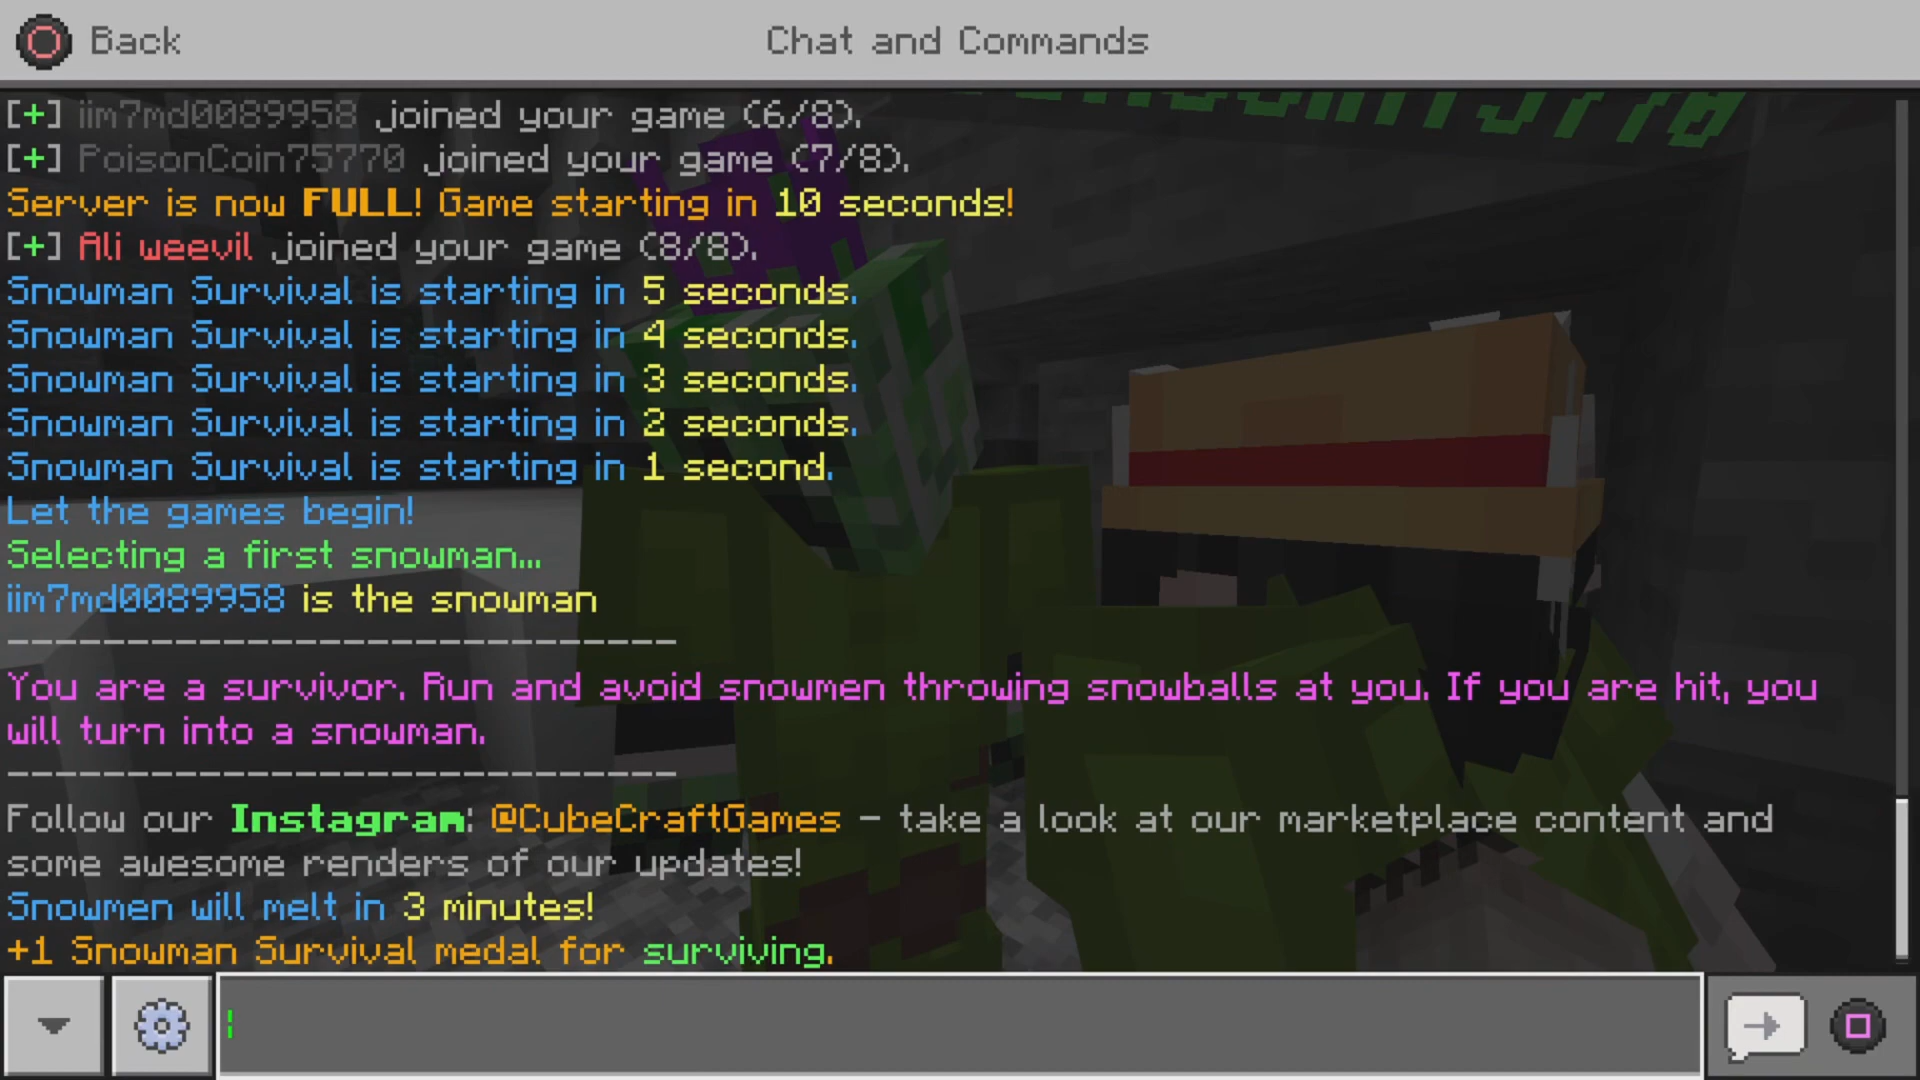 Back
Chat and Commands
[+] iim7md0089958 joined your game (6/8).
[+] PoisonCoin75770 joined your game (7/8).
Server is now FULL! Game starting in 10 seconds!
[+] Ali weevil joined your game (8/8).
Snowman Survival is starting in 5 seconds.
Snowman Survival is starting in 4 seconds.
Snowman Survival is starting in 3 seconds.
Snowman Survival is starting in 2 seconds.
Snowman Survival is starting in 1 second.
Let the games begin!
Selecting a first snowman...
iim7md0089958 is the snowman
----------------------------
You are a survivor. Run and avoid snowmen throwing snowballs at you. If you are hit, you
will turn into a snowman.
----------------------------
Follow our Instagram: @CubeCraftGames - take a look at our marketplace content and
some awesome renders of our updates!
Snowmen will melt in 3 minutes!
+1 Snowman Survival medal for surviving.